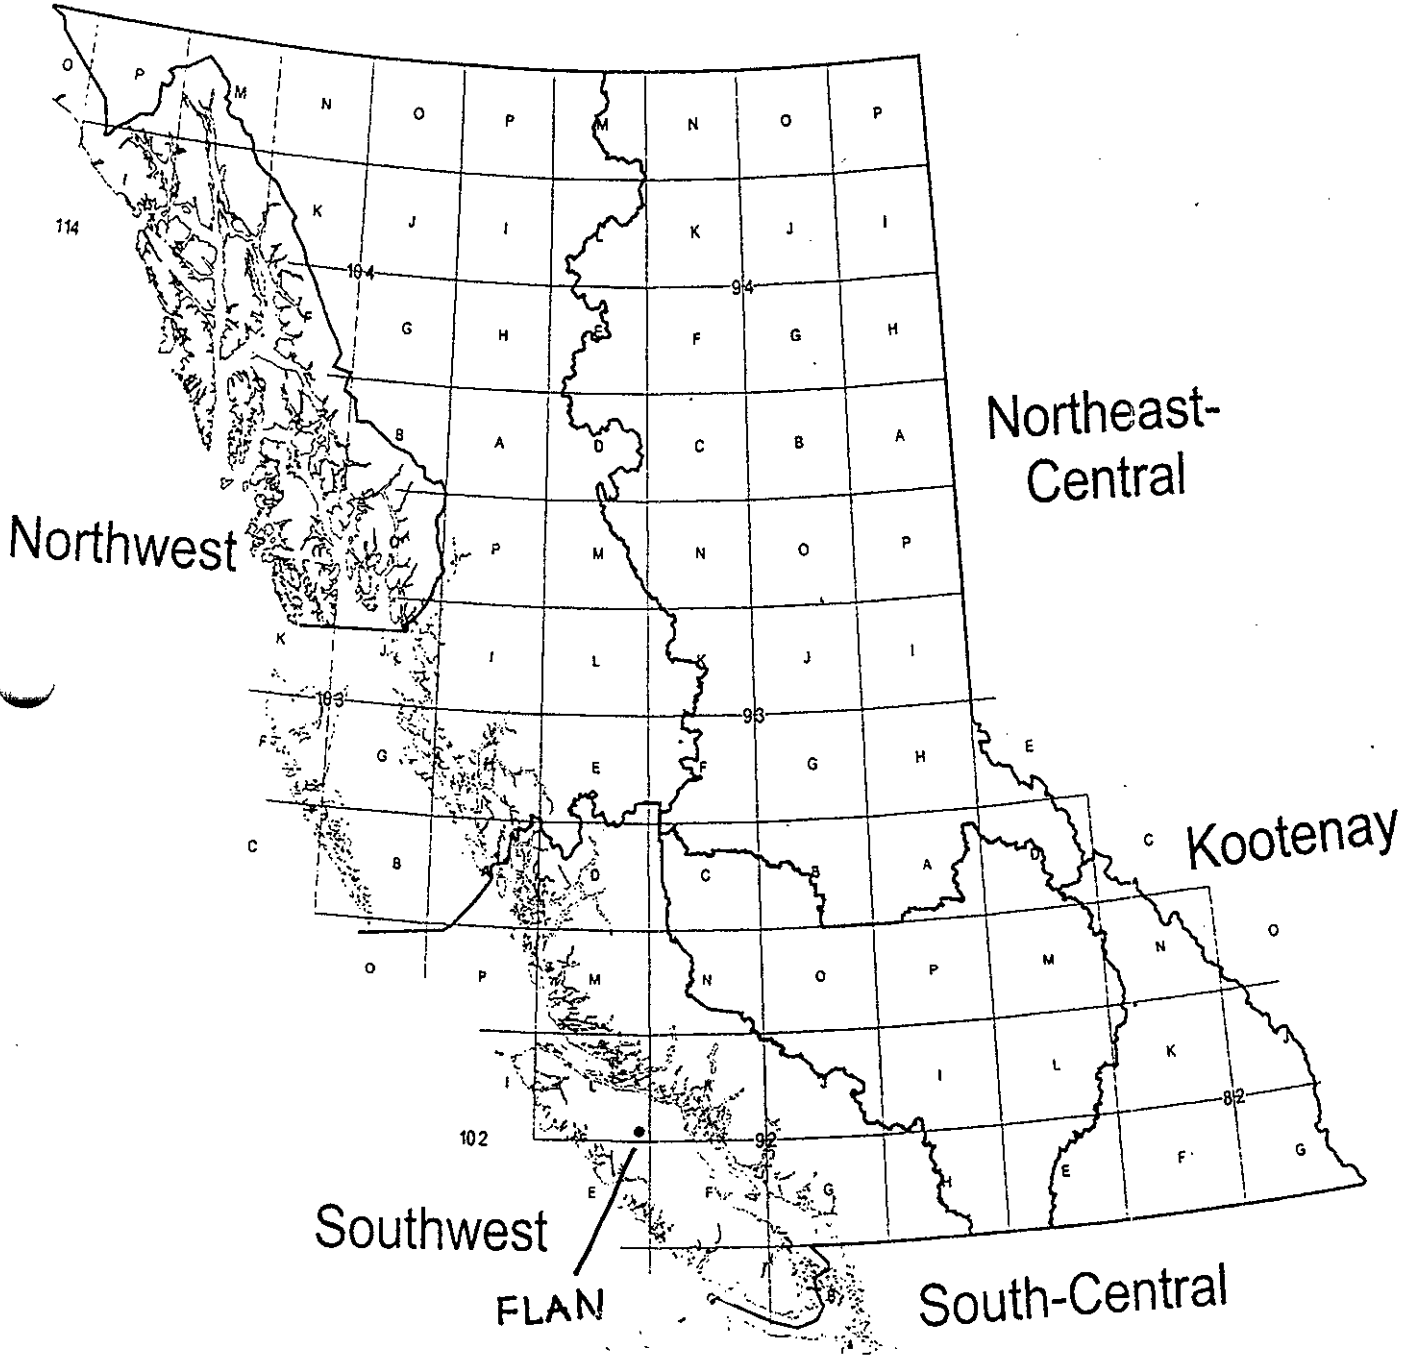 O P M N O P M N O P
114 I K J I L K J I
104 94
G H E F G H
B A D C B A
Northeast-
Central
Northwest
P M N O P
K J I L K J I
103 93
F G E F G H E
C B A D C B A D C
Kootenay
O P M N O P M N O
I L K J I L K
102 92 82
E F G H E F G
Southwest
FLAN
South-Central
B